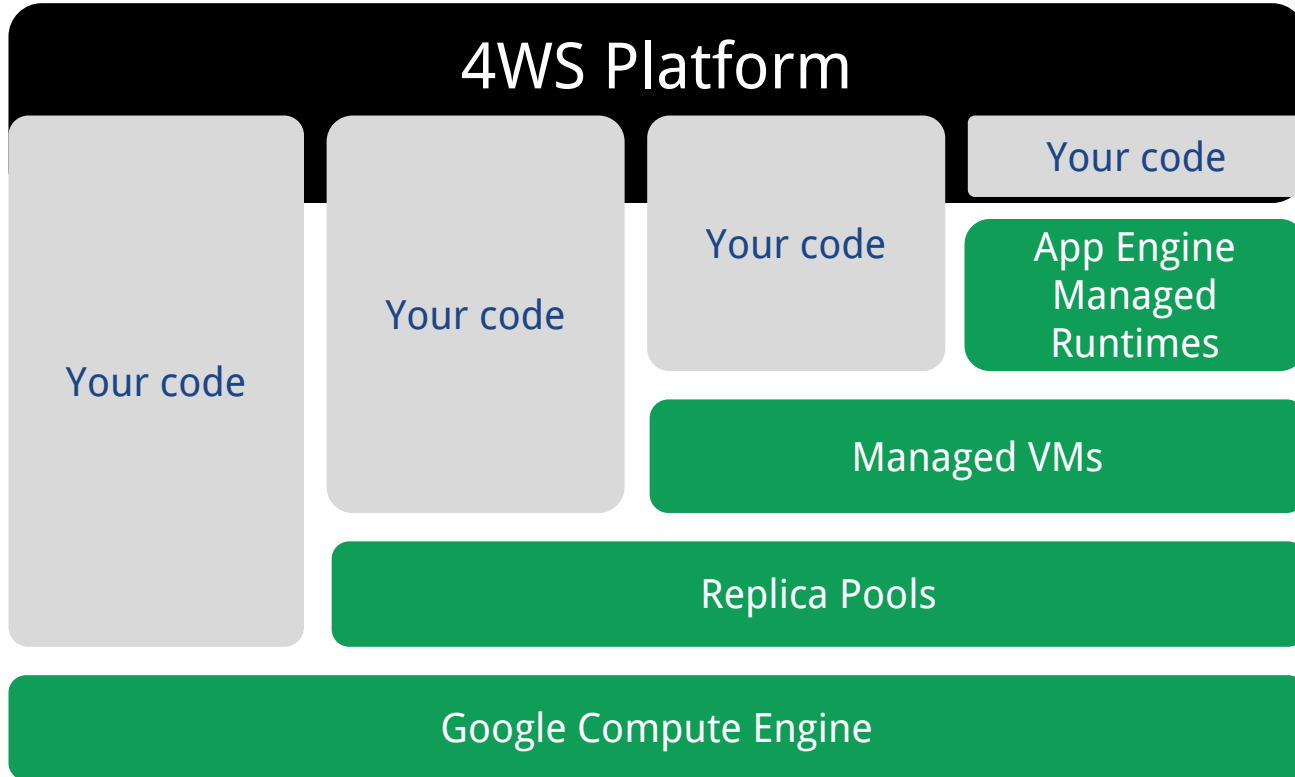 4WS Platform
Your code
Your code
Your code
Your code
App Engine
Managed
Runtimes
Managed VMs
Replica Pools
Google Compute Engine